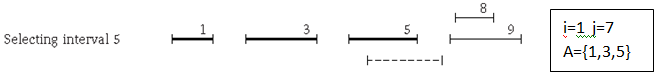 8
Selecting interval 5 1 3 5 9
i=1 j=7
A={1,3,5}